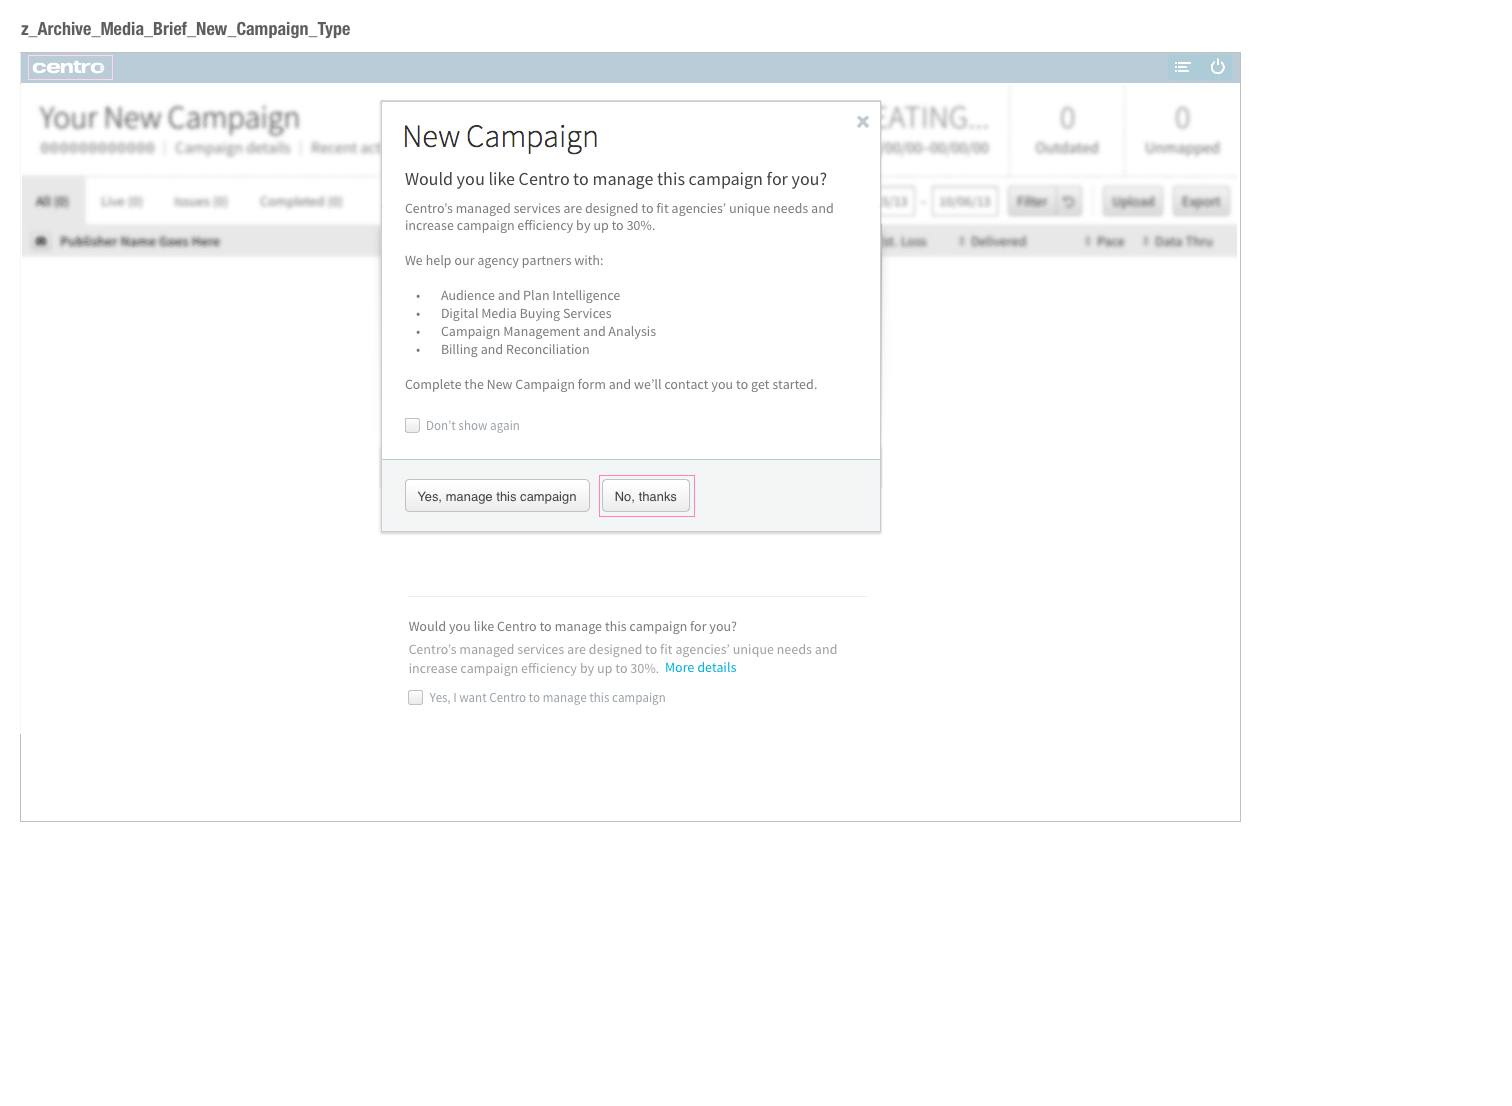 z_Archive_Media_Brief_New_Campaign_Type
centro
Your New Campaign
EATING...
0
0
000000000000 | Campaign details | Recent act
/00/00–00/00/00
Outdated
Unmapped
All (0)
Live (0)
Issues (0)
Completed (0)
/13 - 10/06/13
Filter
Upload
Export
Publisher Name Goes Here
st. Loss
Delivered
Pace
Data Thru
New Campaign
Would you like Centro to manage this campaign for you?
Centro’s managed services are designed to fit agencies’ unique needs and
increase campaign efficiency by up to 30%.
We help our agency partners with:
• Audience and Plan Intelligence
• Digital Media Buying Services
• Campaign Management and Analysis
• Billing and Reconciliation
Complete the New Campaign form and we’ll contact you to get started.
Don’t show again
Yes, manage this campaign
No, thanks
Would you like Centro to manage this campaign for you?
Centro’s managed services are designed to fit agencies’ unique needs and
increase campaign efficiency by up to 30%. More details
Yes, I want Centro to manage this campaign